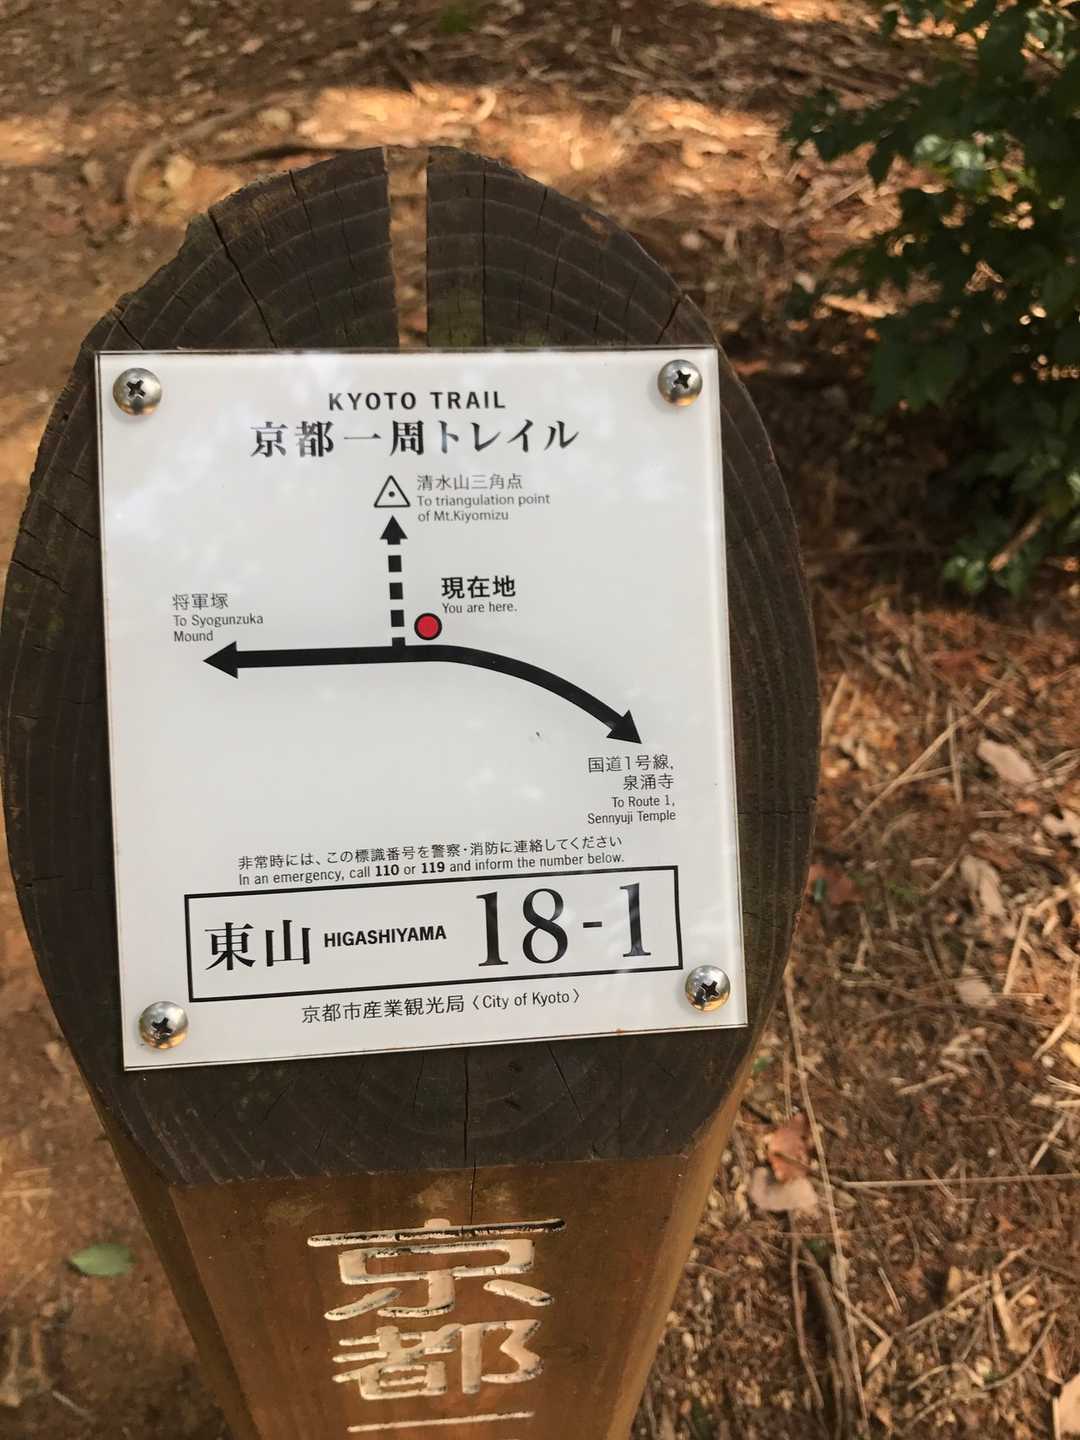 KYOTO TRAIL
京都一周トレイル
清水山三角点
To triangulation point
of Mt.Kiyomizu
現在地
You are here.
将軍塚
To Syogunzuka
Mound
国道1号線,
泉涌寺
To Route 1,
Sennyuji Temple
非常時には、この標識番号を警察・消防に連絡してください
In an emergency, call 110 or 119 and inform the number below.
東山 HIGASHIYAMA 18-1
京都市産業観光局〈City of Kyoto〉
京
都
一